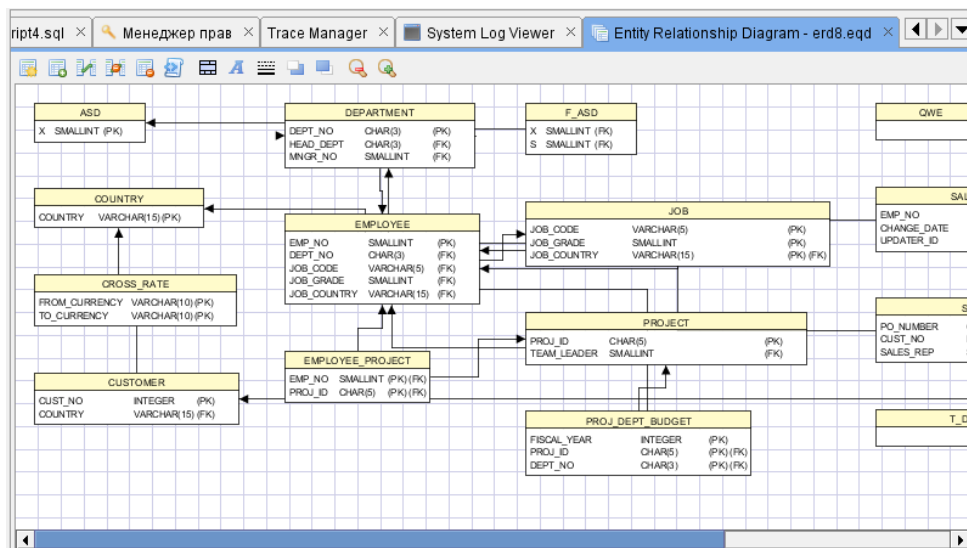 ript4.sql Менеджер прав Trace Manager System Log Viewer Entity Relationship Diagram - erd8.eqd
ASD
X SMALLINT (PK)
DEPARTMENT
DEPT_NO CHAR(3) (PK)
HEAD_DEPT CHAR(3) (FK)
MNGR_NO SMALLINT (FK)
F_ASD
X SMALLINT (FK)
S SMALLINT (FK)
QWE
COUNTRY
COUNTRY VARCHAR(15) (PK)
EMPLOYEE
EMP_NO SMALLINT (PK)
DEPT_NO CHAR(3) (FK)
JOB_CODE VARCHAR(5) (FK)
JOB_GRADE SMALLINT (FK)
JOB_COUNTRY VARCHAR(15) (FK)
JOB
JOB_CODE VARCHAR(5) (PK)
JOB_GRADE SMALLINT (PK)
JOB_COUNTRY VARCHAR(15) (PK) (FK)
SAL
EMP_NO
CHANGE_DATE
UPDATER_ID
CROSS_RATE
FROM_CURRENCY VARCHAR(10) (PK)
TO_CURRENCY VARCHAR(10) (PK)
PROJECT
PROJ_ID CHAR(5) (PK)
TEAM_LEADER SMALLINT (FK)
S
PO_NUMBER
CUST_NO
SALES_REP
EMPLOYEE_PROJECT
EMP_NO SMALLINT (PK) (FK)
PROJ_ID CHAR(5) (PK) (FK)
CUSTOMER
CUST_NO INTEGER (PK)
COUNTRY VARCHAR(15) (FK)
PROJ_DEPT_BUDGET
FISCAL_YEAR INTEGER (PK)
PROJ_ID CHAR(5) (PK) (FK)
DEPT_NO CHAR(3) (PK) (FK)
T_D